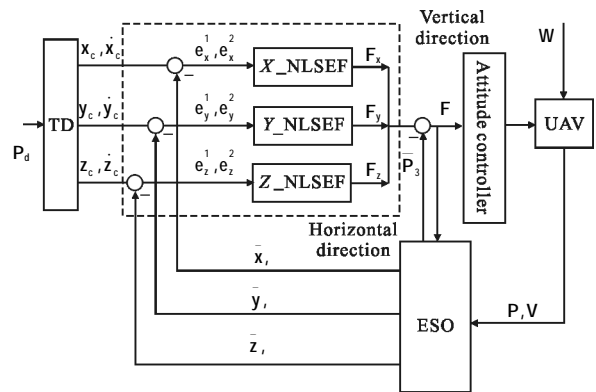 Vertical
direction
W
x_c, ẋ_c
e_x^1, e_x^2
X_NLSEF
F_x
TD
y_c, ẏ_c
e_y^1, e_y^2
Y_NLSEF
F_y
F
Attitude controller
UAV
P_d
z_c, ż_c
e_z^1, e_z^2
Z_NLSEF
F_z
P̄_3
Horizontal
direction
x̄,
ȳ,
z̄,
ESO
P,V